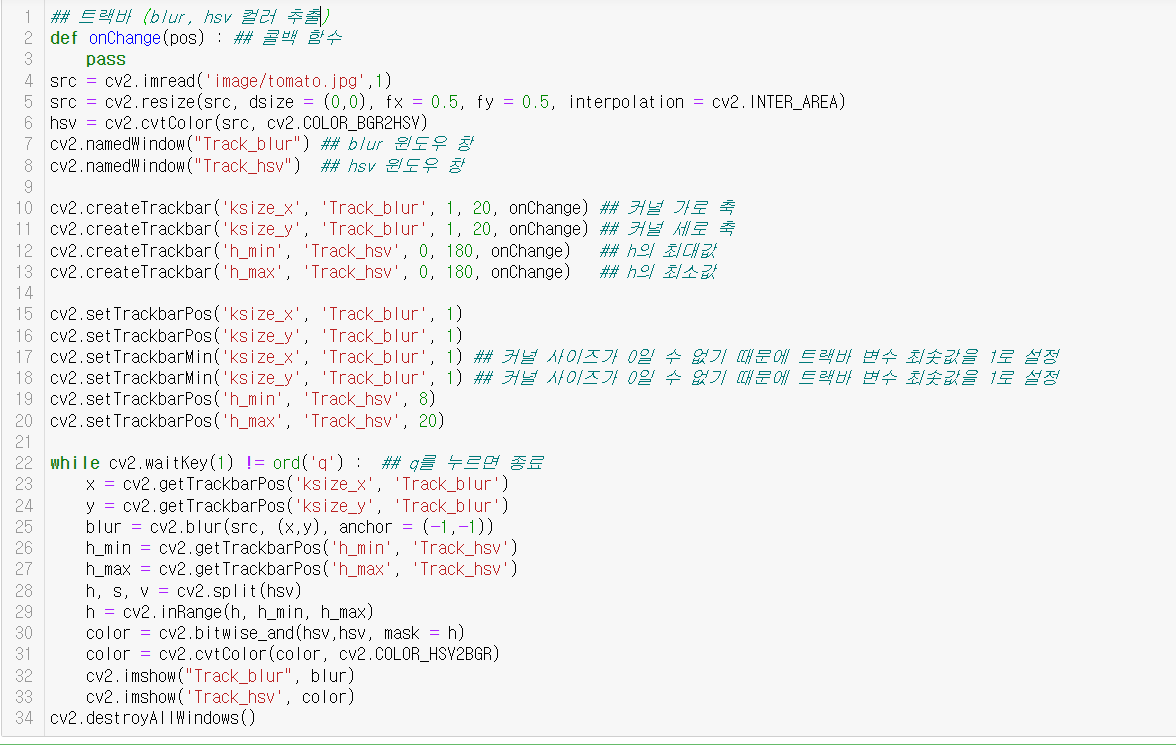 1 ## 트랙바 (blur, hsv 컬러 추출)
2 def onChange(pos) : ## 콜백 함수
3     pass
4 src = cv2.imread('image/tomato.jpg',1)
5 src = cv2.resize(src, dsize = (0,0), fx = 0.5, fy = 0.5, interpolation = cv2.INTER_AREA)
6 hsv = cv2.cvtColor(src, cv2.COLOR_BGR2HSV)
7 cv2.namedWindow("Track_blur") ## blur 윈도우 창
8 cv2.namedWindow("Track_hsv")  ## hsv 윈도우 창
9
10 cv2.createTrackbar('ksize_x', 'Track_blur', 1, 20, onChange) ## 커널 가로 축
11 cv2.createTrackbar('ksize_y', 'Track_blur', 1, 20, onChange) ## 커널 세로 축
12 cv2.createTrackbar('h_min', 'Track_hsv', 0, 180, onChange)   ## h의 최대값
13 cv2.createTrackbar('h_max', 'Track_hsv', 0, 180, onChange)   ## h의 최소값
14
15 cv2.setTrackbarPos('ksize_x', 'Track_blur', 1)
16 cv2.setTrackbarPos('ksize_y', 'Track_blur', 1)
17 cv2.setTrackbarMin('ksize_x', 'Track_blur', 1) ## 커널 사이즈가 0일 수 없기 때문에 트랙바 변수 최솟값을 1로 설정
18 cv2.setTrackbarMin('ksize_y', 'Track_blur', 1) ## 커널 사이즈가 0일 수 없기 때문에 트랙바 변수 최솟값을 1로 설정
19 cv2.setTrackbarPos('h_min', 'Track_hsv', 8)
20 cv2.setTrackbarPos('h_max', 'Track_hsv', 20)
21
22 while cv2.waitKey(1) != ord('q') :  ## q를 누르면 종료
23     x = cv2.getTrackbarPos('ksize_x', 'Track_blur')
24     y = cv2.getTrackbarPos('ksize_y', 'Track_blur')
25     blur = cv2.blur(src, (x,y), anchor = (-1,-1))
26     h_min = cv2.getTrackbarPos('h_min', 'Track_hsv')
27     h_max = cv2.getTrackbarPos('h_max', 'Track_hsv')
28     h, s, v = cv2.split(hsv)
29     h = cv2.inRange(h, h_min, h_max)
30     color = cv2.bitwise_and(hsv,hsv, mask = h)
31     color = cv2.cvtColor(color, cv2.COLOR_HSV2BGR)
32     cv2.imshow("Track_blur", blur)
33     cv2.imshow('Track_hsv', color)
34 cv2.destroyAllWindows()